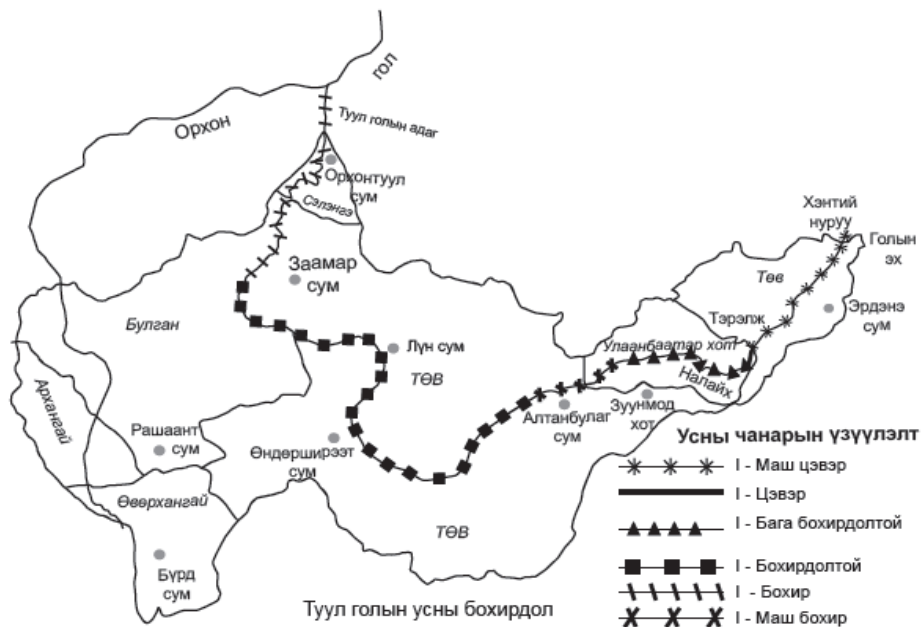 гол
Орхон
Туул голын адаг
Орхонтуул
сум
Сэлэнгэ
Хэнтий
нуруу
Голын
эх
Заамар
сум
Төв
Эрдэнэ
сум
Тэрэлж
Булган
Улаанбаатар хот
Лүн сум
ТӨВ
Налайх
Архангай
Алтанбулаг
сум
Зуунмод
хот
Рашаант
сум
Өндерширээт
сум
Өвөрхангай
ТӨВ
Бүрд
сум
Усны чанарын үзүүлэлт
I - Маш цэвэр
I - Цэвэр
I - Бага бохирдолтой
I - Бохирдолтой
I - Бохир
I - Маш бохир
Туул голын усны бохирдол